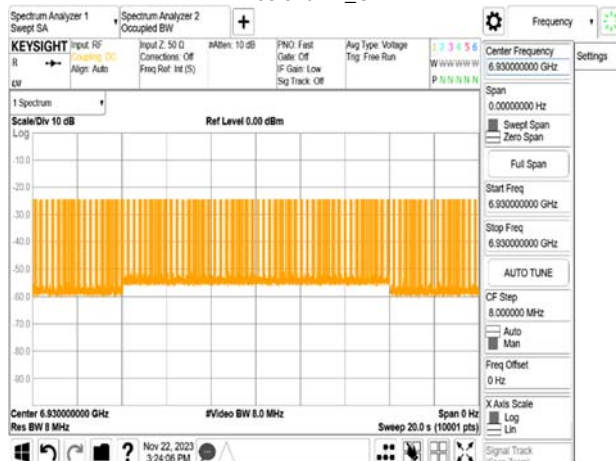 Spectrum Analyzer 1
Swept SA
Spectrum Analyzer 2
Occupied BW
+
Frequency
KEYSIGHT
R
Input: RF
Coupling: DC
Align: Auto
Input Z: 50 Ω
Corrections: Off
Freq Ref: Int (S)
#Atten: 10 dB
PNO: Fast
Gate: Off
IF Gain: Low
Sig Track: Off
Avg Type: Voltage
Trig: Free Run
1 2 3 4 5 6
W W W W W W
P N N N N N
Settings
1 Spectrum
Scale/Div 10 dB
Ref Level 0.00 dBm
Log
-10.0
-20.0
-30.0
-40.0
-50.0
-60.0
-70.0
-80.0
-90.0
Center 6.930000000 GHz
#Video BW 8.0 MHz
Span 0 Hz
Res BW 8 MHz
Sweep 20.0 s (10001 pts)
Center Frequency
6.930000000 GHz
Span
0.00000000 Hz
Swept Span
Zero Span
Full Span
Start Freq
6.930000000 GHz
Stop Freq
6.930000000 GHz
AUTO TUNE
CF Step
8.000000 MHz
Auto
Man
Freq Offset
0 Hz
X Axis Scale
Log
Lin
Signal Track
?
Nov 22, 2023
3:24:06 PM